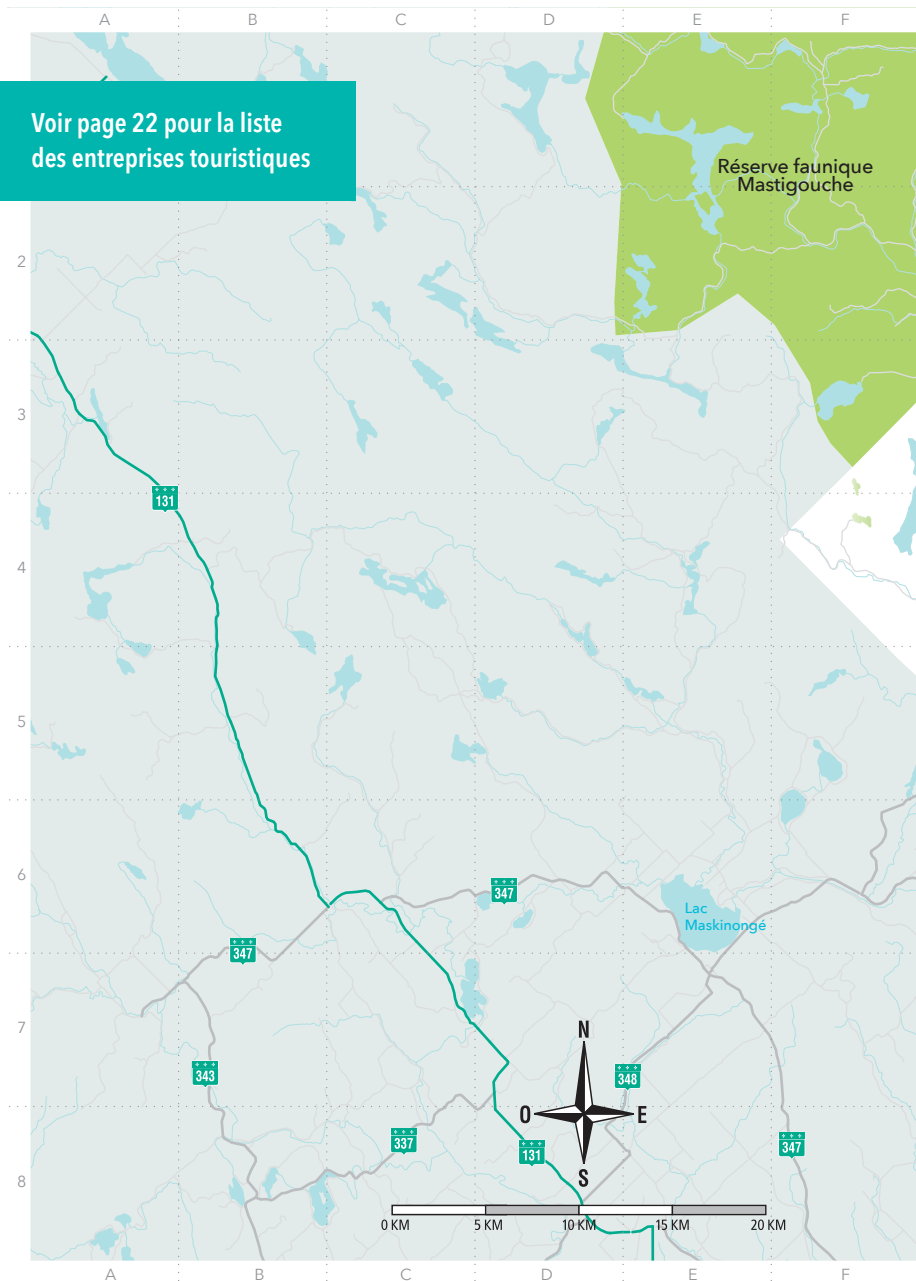 A B C D E F
Voir page 22 pour la liste
des entreprises touristiques
Réserve faunique
Mastigouche
2
3
131
4
5
6
347
Lac
Maskinongé
347
7
N
343
348
O E
337
131
347
S
8
0 KM 5 KM 10 KM 15 KM 20 KM
A B C D E F